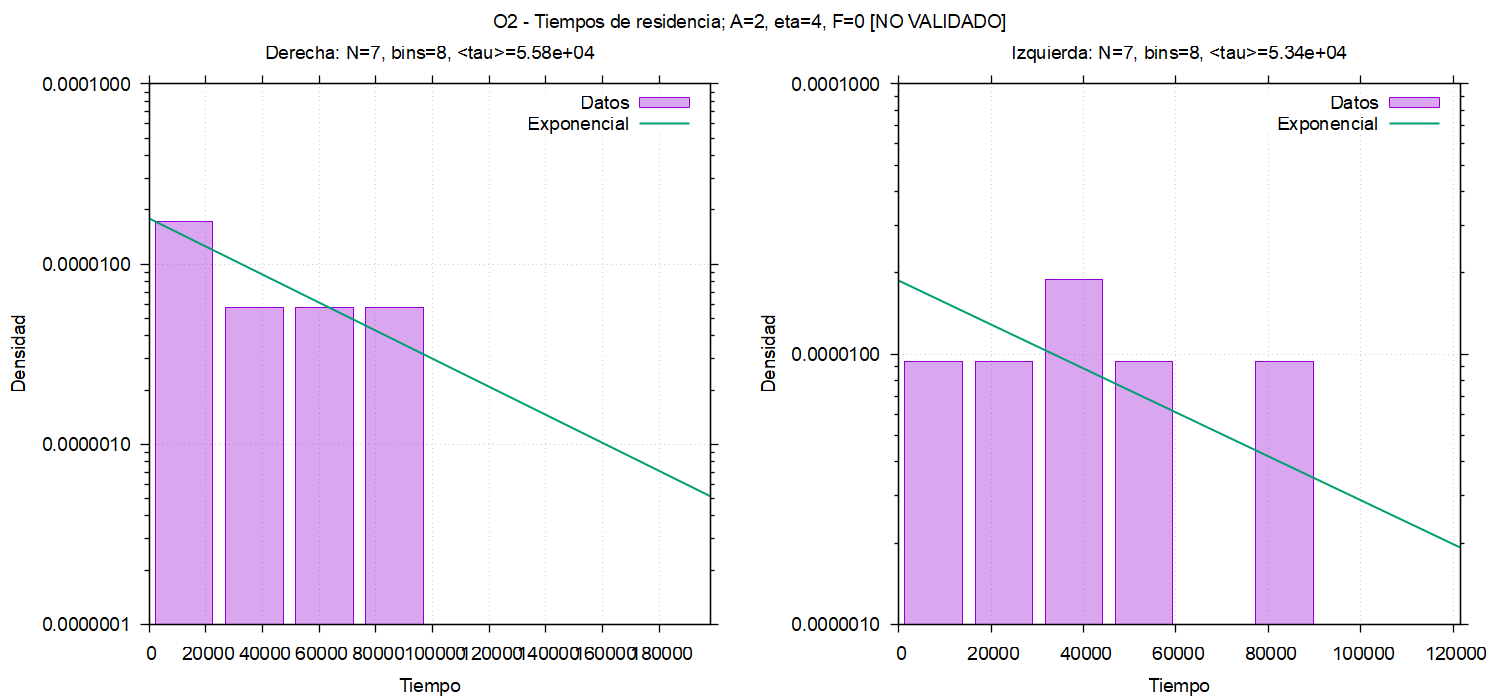 O2 - Tiempos de residencia; A=2, eta=4, F=0 [NO VALIDADO]
Derecha: N=7, bins=8, <tau>=5.58e+04
Datos
Exponencial
0.0001000
0.0000100
0.0000010
0.0000001
Densidad
0 20000 40000 60000 80000 100000 120000 140000 160000 180000
Tiempo
Izquierda: N=7, bins=8, <tau>=5.34e+04
Datos
Exponencial
0.0001000
0.0000100
0.0000010
Densidad
0 20000 40000 60000 80000 100000 120000
Tiempo